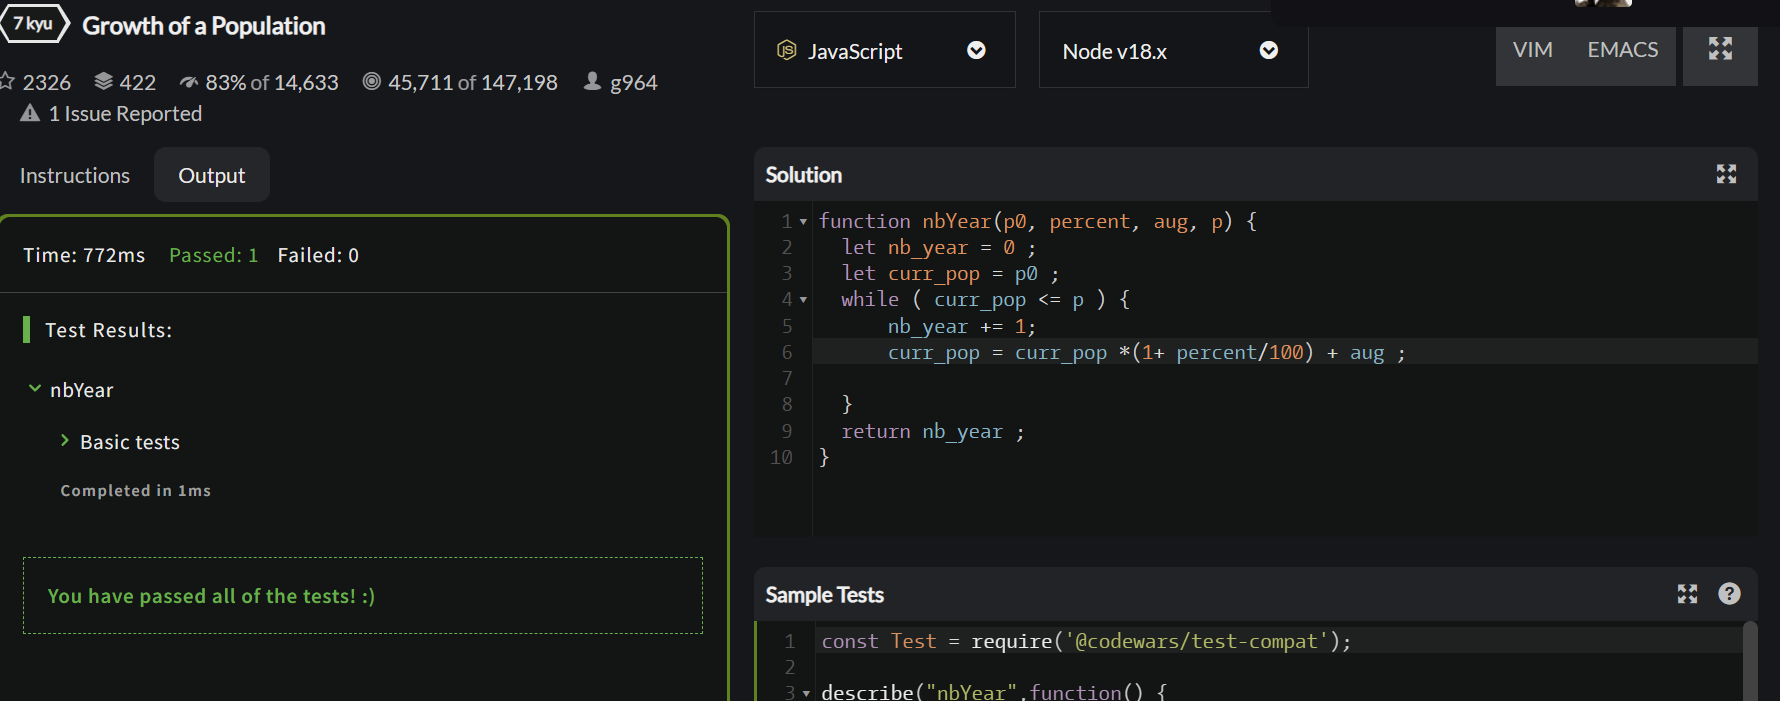 7 kyu
Growth of a Population
2326 422 83% of 14,633 45,711 of 147,198 g964
1 Issue Reported
Instructions
Output
Time: 772ms Passed: 1 Failed: 0
Test Results:
nbYear
Basic tests
Completed in 1ms
You have passed all of the tests! :)
JavaScript
Node v18.x
VIM EMACS
Solution
1 function nbYear(p0, percent, aug, p) {
2 let nb_year = 0 ;
3 let curr_pop = p0 ;
4 while ( curr_pop <= p ) {
5 nb_year += 1;
6 curr_pop = curr_pop *(1+ percent/100) + aug ;
7
8 }
9 return nb_year ;
10 }
Sample Tests
?
1 const Test = require('@codewars/test-compat');
2
3 describe("nbYear",function() {